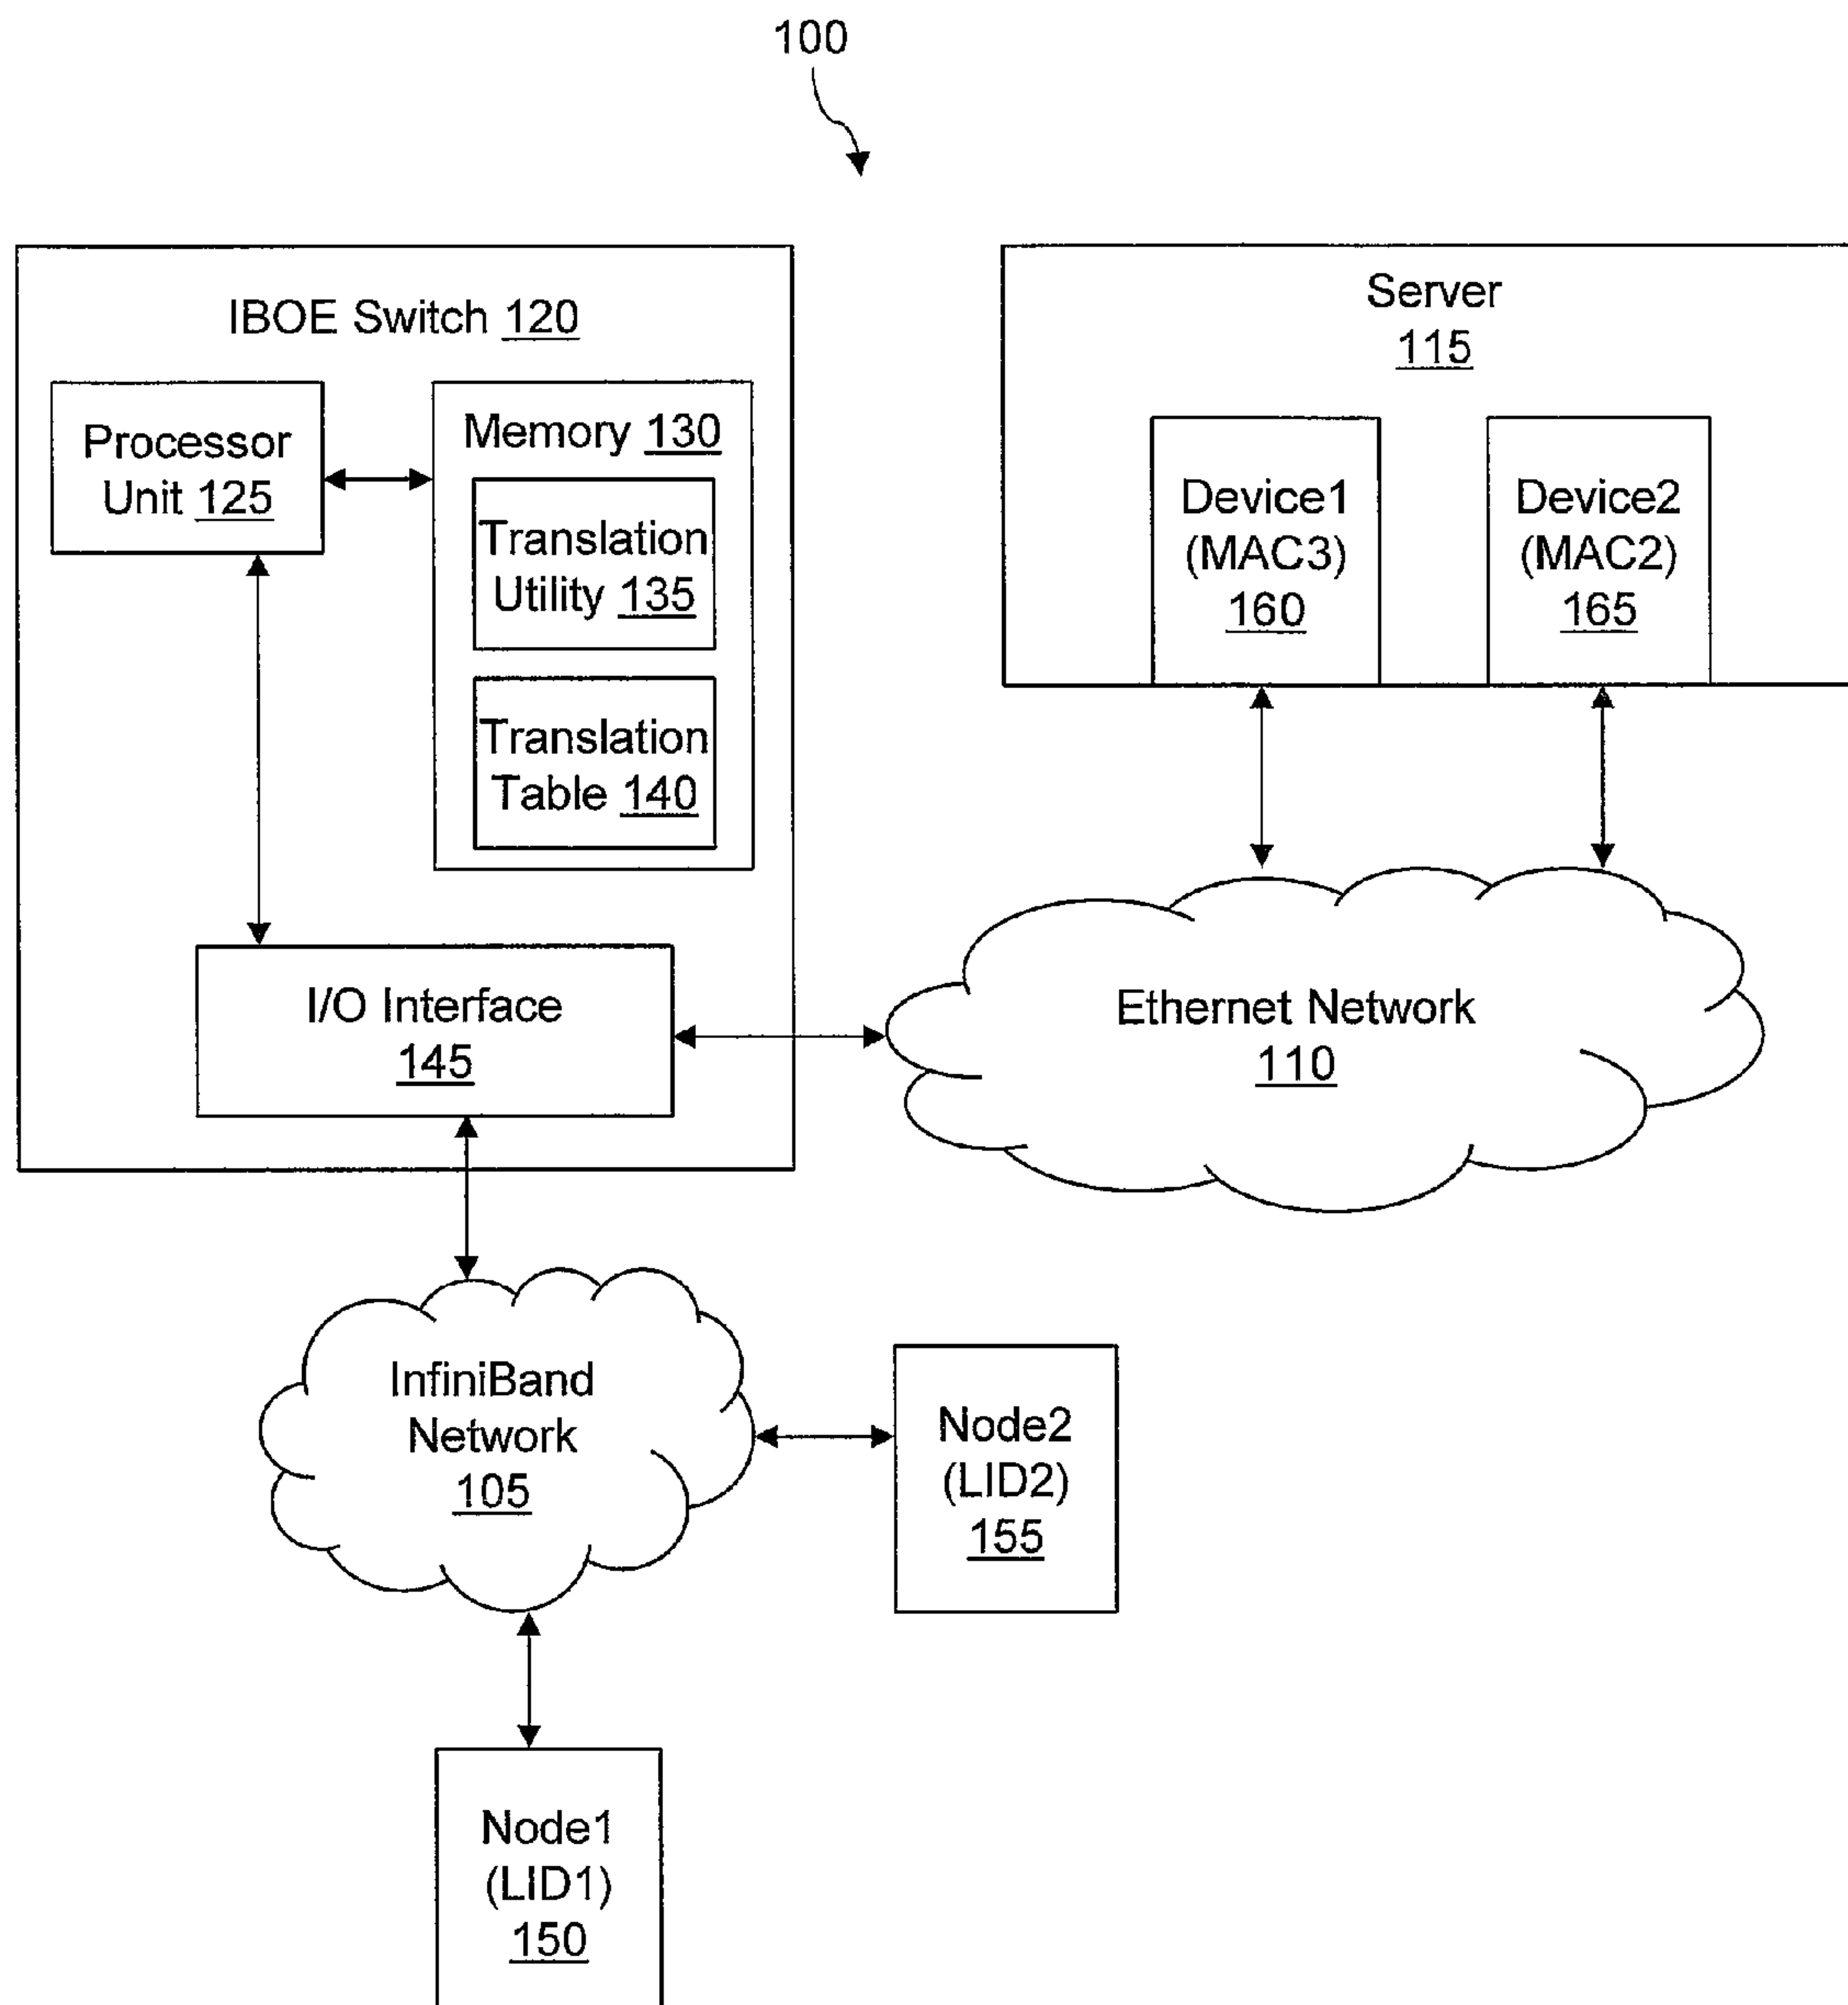 100
IBOE Switch 120
Processor
Unit 125
Memory 130
Translation
Utility 135
Translation
Table 140
I/O Interface
145
Server
115
Device1
(MAC3)
160
Device2
(MAC2)
165
Ethernet Network
110
InfiniBand
Network
105
Node2
(LID2)
155
Node1
(LID1)
150